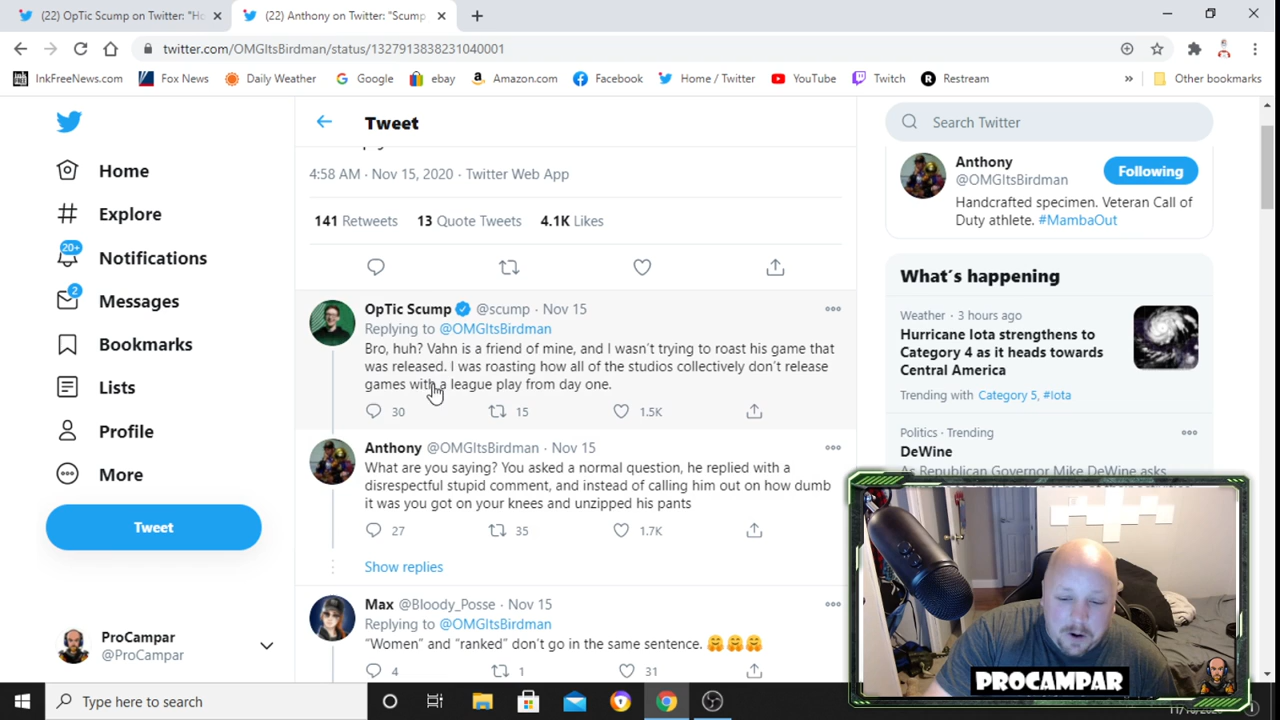 (22) OpTic Scump on Twitter: "Ho
(22) Anthony on Twitter: "Scump
twitter.com/OMGItsBirdman/status/1327913838231040001
InkFreeNews.com
Fox News
Daily Weather
Google
ebay
Amazon.com
Facebook
Home / Twitter
YouTube
Twitch
Restream
»
Other bookmarks
Home
Explore
20+
Notifications
2
Messages
Bookmarks
Lists
Profile
More
Tweet
ProCampar
@ProCampar
Tweet
4:58 AM · Nov 15, 2020 · Twitter Web App
141 Retweets 13 Quote Tweets 4.1K Likes
OpTic Scump @scump · Nov 15
Replying to @OMGItsBirdman
Bro, huh? Vahn is a friend of mine, and I wasn't trying to roast his game that
was released. I was roasting how all of the studios collectively don't release
games with a league play from day one.
30 15 1.5K
Anthony @OMGItsBirdman · Nov 15
What are you saying? You asked a normal question, he replied with a
disrespectful stupid comment, and instead of calling him out on how dumb
it was you got on your knees and unzipped his pants
27 35 1.7K
Show replies
Max @Bloody_Posse · Nov 15
Replying to @OMGItsBirdman
"Women" and "ranked" don't go in the same sentence. 🤗🤗🤗
4 1 31
Search Twitter
Anthony
@OMGItsBirdman
Following
Handcrafted specimen. Veteran Call of
Duty athlete. #MambaOut
What's happening
Weather · 3 hours ago
Hurricane Iota strengthens to
Category 4 as it heads towards
Central America
Trending with Category 5, #Iota
Politics · Trending
DeWine
As Republican Governor Mike DeWine asks
PROCAMPAR
Type here to search